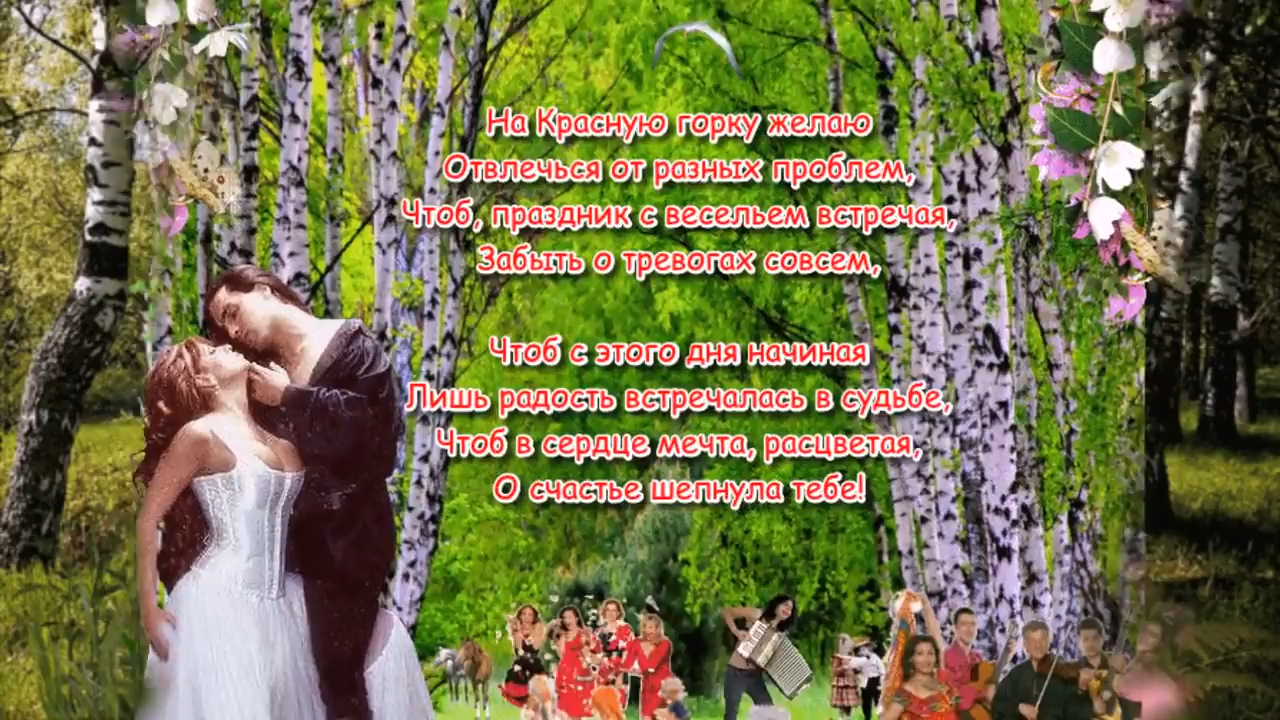 На Красную горку желаю
Отвлечься от разных проблем,
Чтоб, праздник с весельем встречая,
Забыть о тревогах совсем,
Чтоб с этого дня начиная
Лишь радость встречалась в судьбе,
Чтоб в сердце мечта, расцветая,
О счастье шепнула тебе!